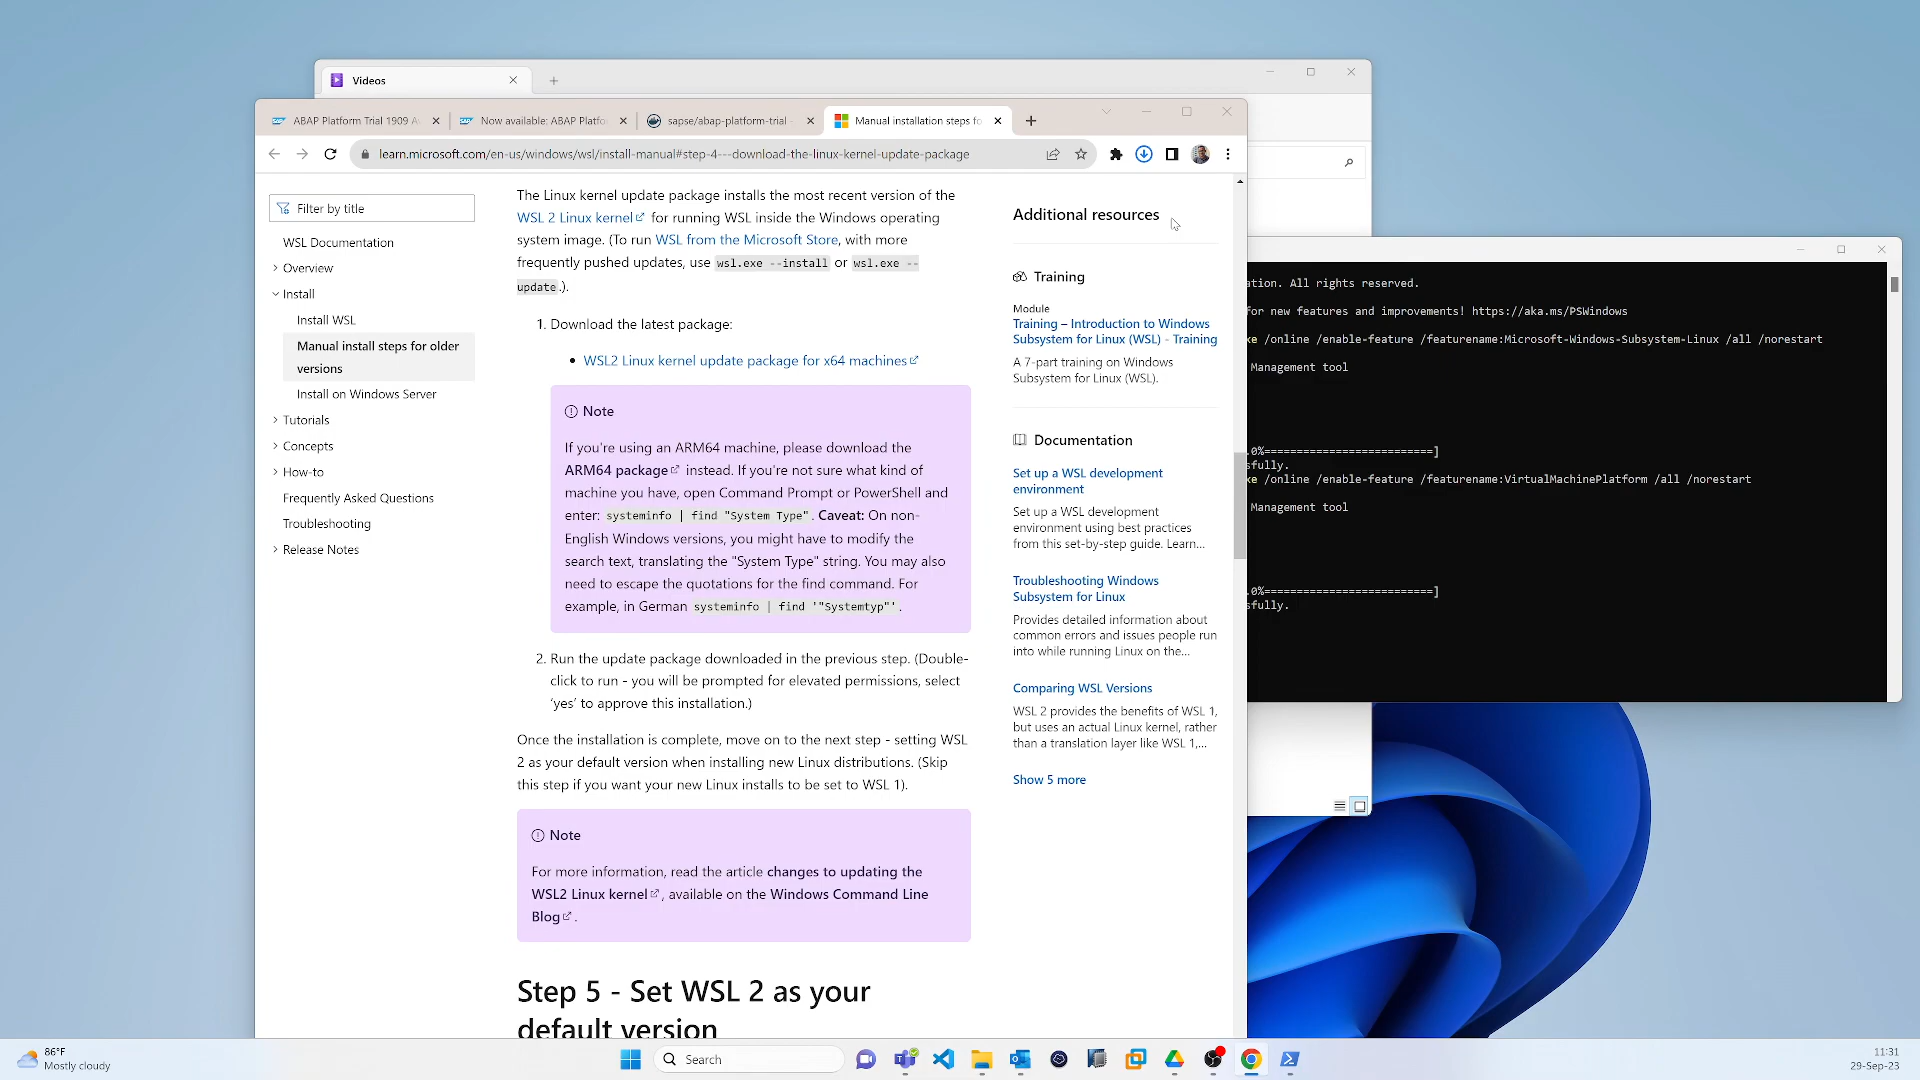 Videos
ABAP Platform Trial 1909 A
Now available: ABAP Platfo
sapse/abap-platform-trial
Manual installation steps fo
learn.microsoft.com/en-us/windows/wsl/install-manual#step-4---download-the-linux-kernel-update-package
Filter by title
WSL Documentation
Overview
Install
Install WSL
Manual install steps for older
versions
Install on Windows Server
Tutorials
Concepts
How-to
Frequently Asked Questions
Troubleshooting
Release Notes
The Linux kernel update package installs the most recent version of the
WSL 2 Linux kernel for running WSL inside the Windows operating
system image. (To run WSL from the Microsoft Store, with more
frequently pushed updates, use wsl.exe --install or wsl.exe --
update.).
1. Download the latest package:
• WSL2 Linux kernel update package for x64 machines
Note
If you're using an ARM64 machine, please download the
ARM64 package instead. If you're not sure what kind of
machine you have, open Command Prompt or PowerShell and
enter: systeminfo | find "System Type". Caveat: On non-
English Windows versions, you might have to modify the
search text, translating the "System Type" string. You may also
need to escape the quotations for the find command. For
example, in German systeminfo | find '"Systemtyp"'.
2. Run the update package downloaded in the previous step. (Double-
click to run - you will be prompted for elevated permissions, select
‘yes’ to approve this installation.)
Once the installation is complete, move on to the next step - setting WSL
2 as your default version when installing new Linux distributions. (Skip
this step if you want your new Linux installs to be set to WSL 1).
Note
For more information, read the article changes to updating the
WSL2 Linux kernel, available on the Windows Command Line
Blog.
Step 5 - Set WSL 2 as your
default version
Additional resources
Training
Module
Training – Introduction to Windows
Subsystem for Linux (WSL) - Training
A 7-part training on Windows
Subsystem for Linux (WSL).
Documentation
Set up a WSL development
environment
Set up a WSL development
environment using best practices
from this set-by-step guide. Learn...
Troubleshooting Windows
Subsystem for Linux
Provides detailed information about
common errors and issues people run
into while running Linux on the...
Comparing WSL Versions
WSL 2 provides the benefits of WSL 1,
but uses an actual Linux kernel, rather
than a translation layer like WSL 1,...
Show 5 more
ation. All rights reserved.
for new features and improvements! https://aka.ms/PSWindows
xe /online /enable-feature /featurename:Microsoft-Windows-Subsystem-Linux /all /norestart
Management tool
.0%==========================]
sfully.
xe /online /enable-feature /featurename:VirtualMachinePlatform /all /norestart
Management tool
.0%==========================]
sfully.
86°F
Mostly cloudy
Search
11:31
29-Sep-23